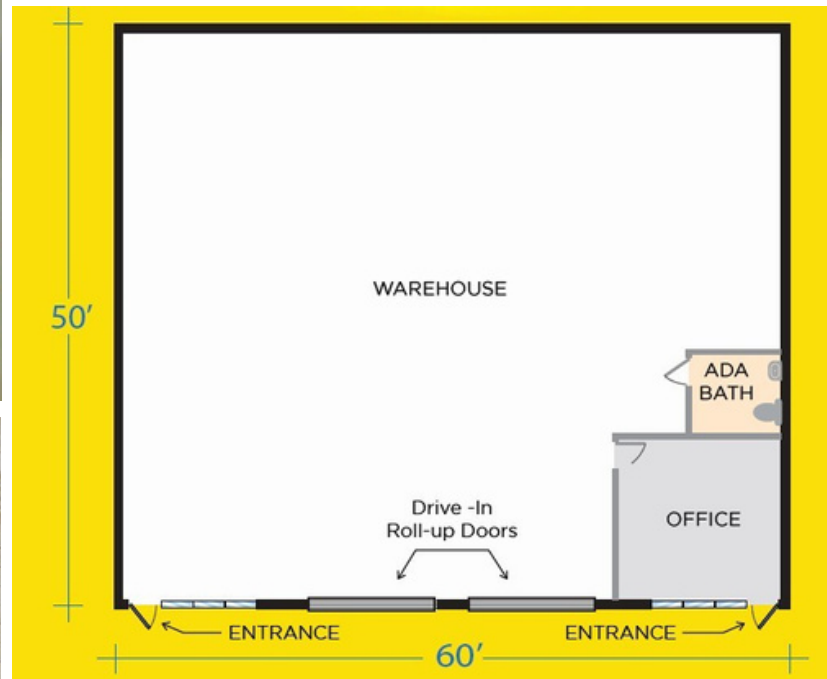 WAREHOUSE
50’
ADA
BATH
Drive -In
Roll-up Doors
OFFICE
ENTRANCE
ENTRANCE
60’